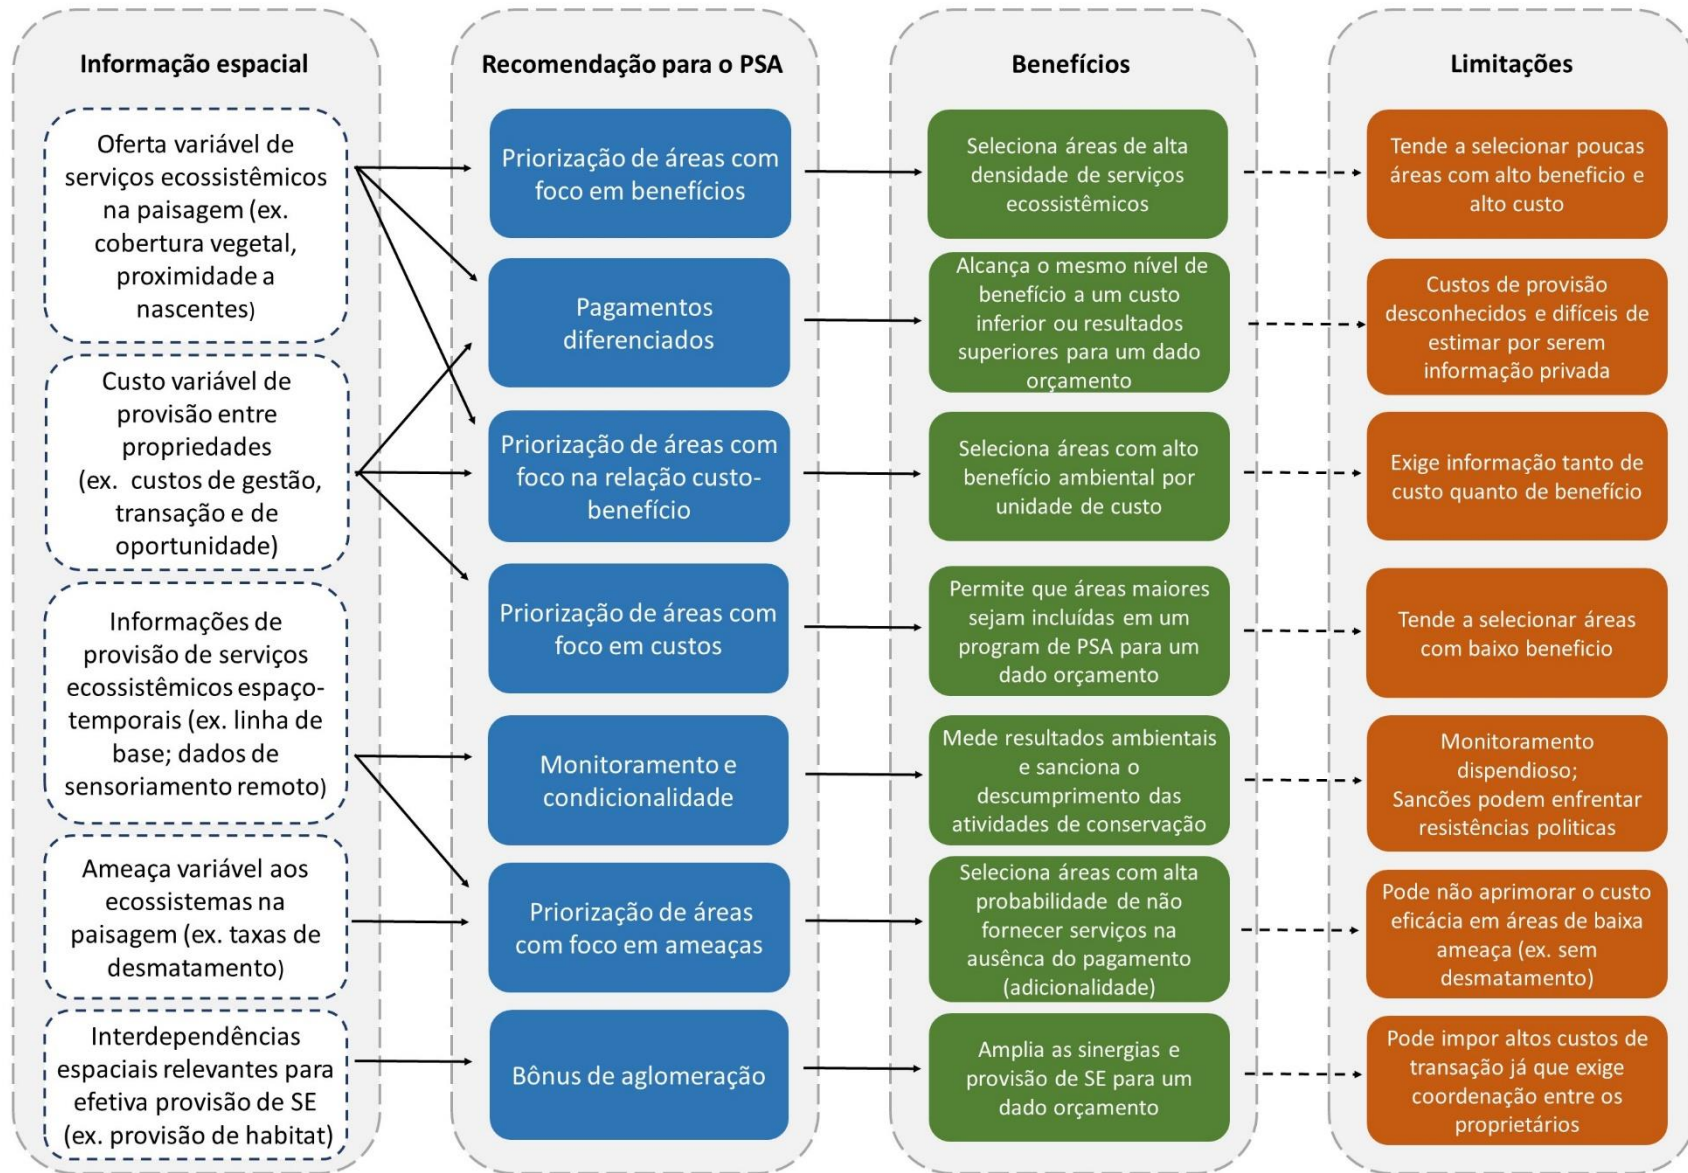 Informação espacial
Oferta variável de
serviços ecossistêmicos
na paisagem (ex.
cobertura vegetal,
proximidade a
nascentes)
Custo variável de
provisão entre
propriedades
(ex. custos de gestão,
transação e de
oportunidade)
Informações de
provisão de serviços
ecossistêmicos espaço-
temporais (ex. linha de
base; dados de
sensoriamento remoto)
Ameaça variável aos
ecossistemas na
paisagem (ex. taxas de
desmatamento)
Interdependências
espaciais relevantes para
efetiva provisão de SE
(ex. provisão de habitat)
Recomendação para o PSA
Priorização de áreas com
foco em benefícios
Pagamentos
diferenciados
Priorização de áreas com
foco na relação custo-
benefício
Priorização de áreas com
foco em custos
Monitoramento e
condicionalidade
Priorização de áreas
com foco em ameaças
Bônus de aglomeração
Benefícios
Seleciona áreas de alta
densidade de serviços
ecossistêmicos
Alcança o mesmo nível de
benefício a um custo
inferior ou resultados
superiores para um dado
orçamento
Seleciona áreas com alto
benefício ambiental por
unidade de custo
Permite que áreas maiores
sejam incluídas em um
program de PSA para um
dado orçamento
Mede resultados ambientais
e sanciona o
descumprimento das
atividades de conservação
Seleciona áreas com alta
probabilidade de não
fornecer serviços na
ausênca do pagamento
(adicionalidade)
Amplia as sinergias e
provisão de SE para um
dado orçamento
Limitações
Tende a selecionar poucas
áreas com alto beneficio e
alto custo
Custos de provisão
desconhecidos e difíceis de
estimar por serem
informação privada
Exige informação tanto de
custo quanto de benefício
Tende a selecionar áreas
com baixo beneficio
Monitoramento
dispendioso;
Sancões podem enfrentar
resistências politicas
Pode não aprimorar o custo
eficácia em áreas de baixa
ameaça (ex. sem
desmatamento)
Pode impor altos custos de
transação já que exige
coordenação entre os
proprietários